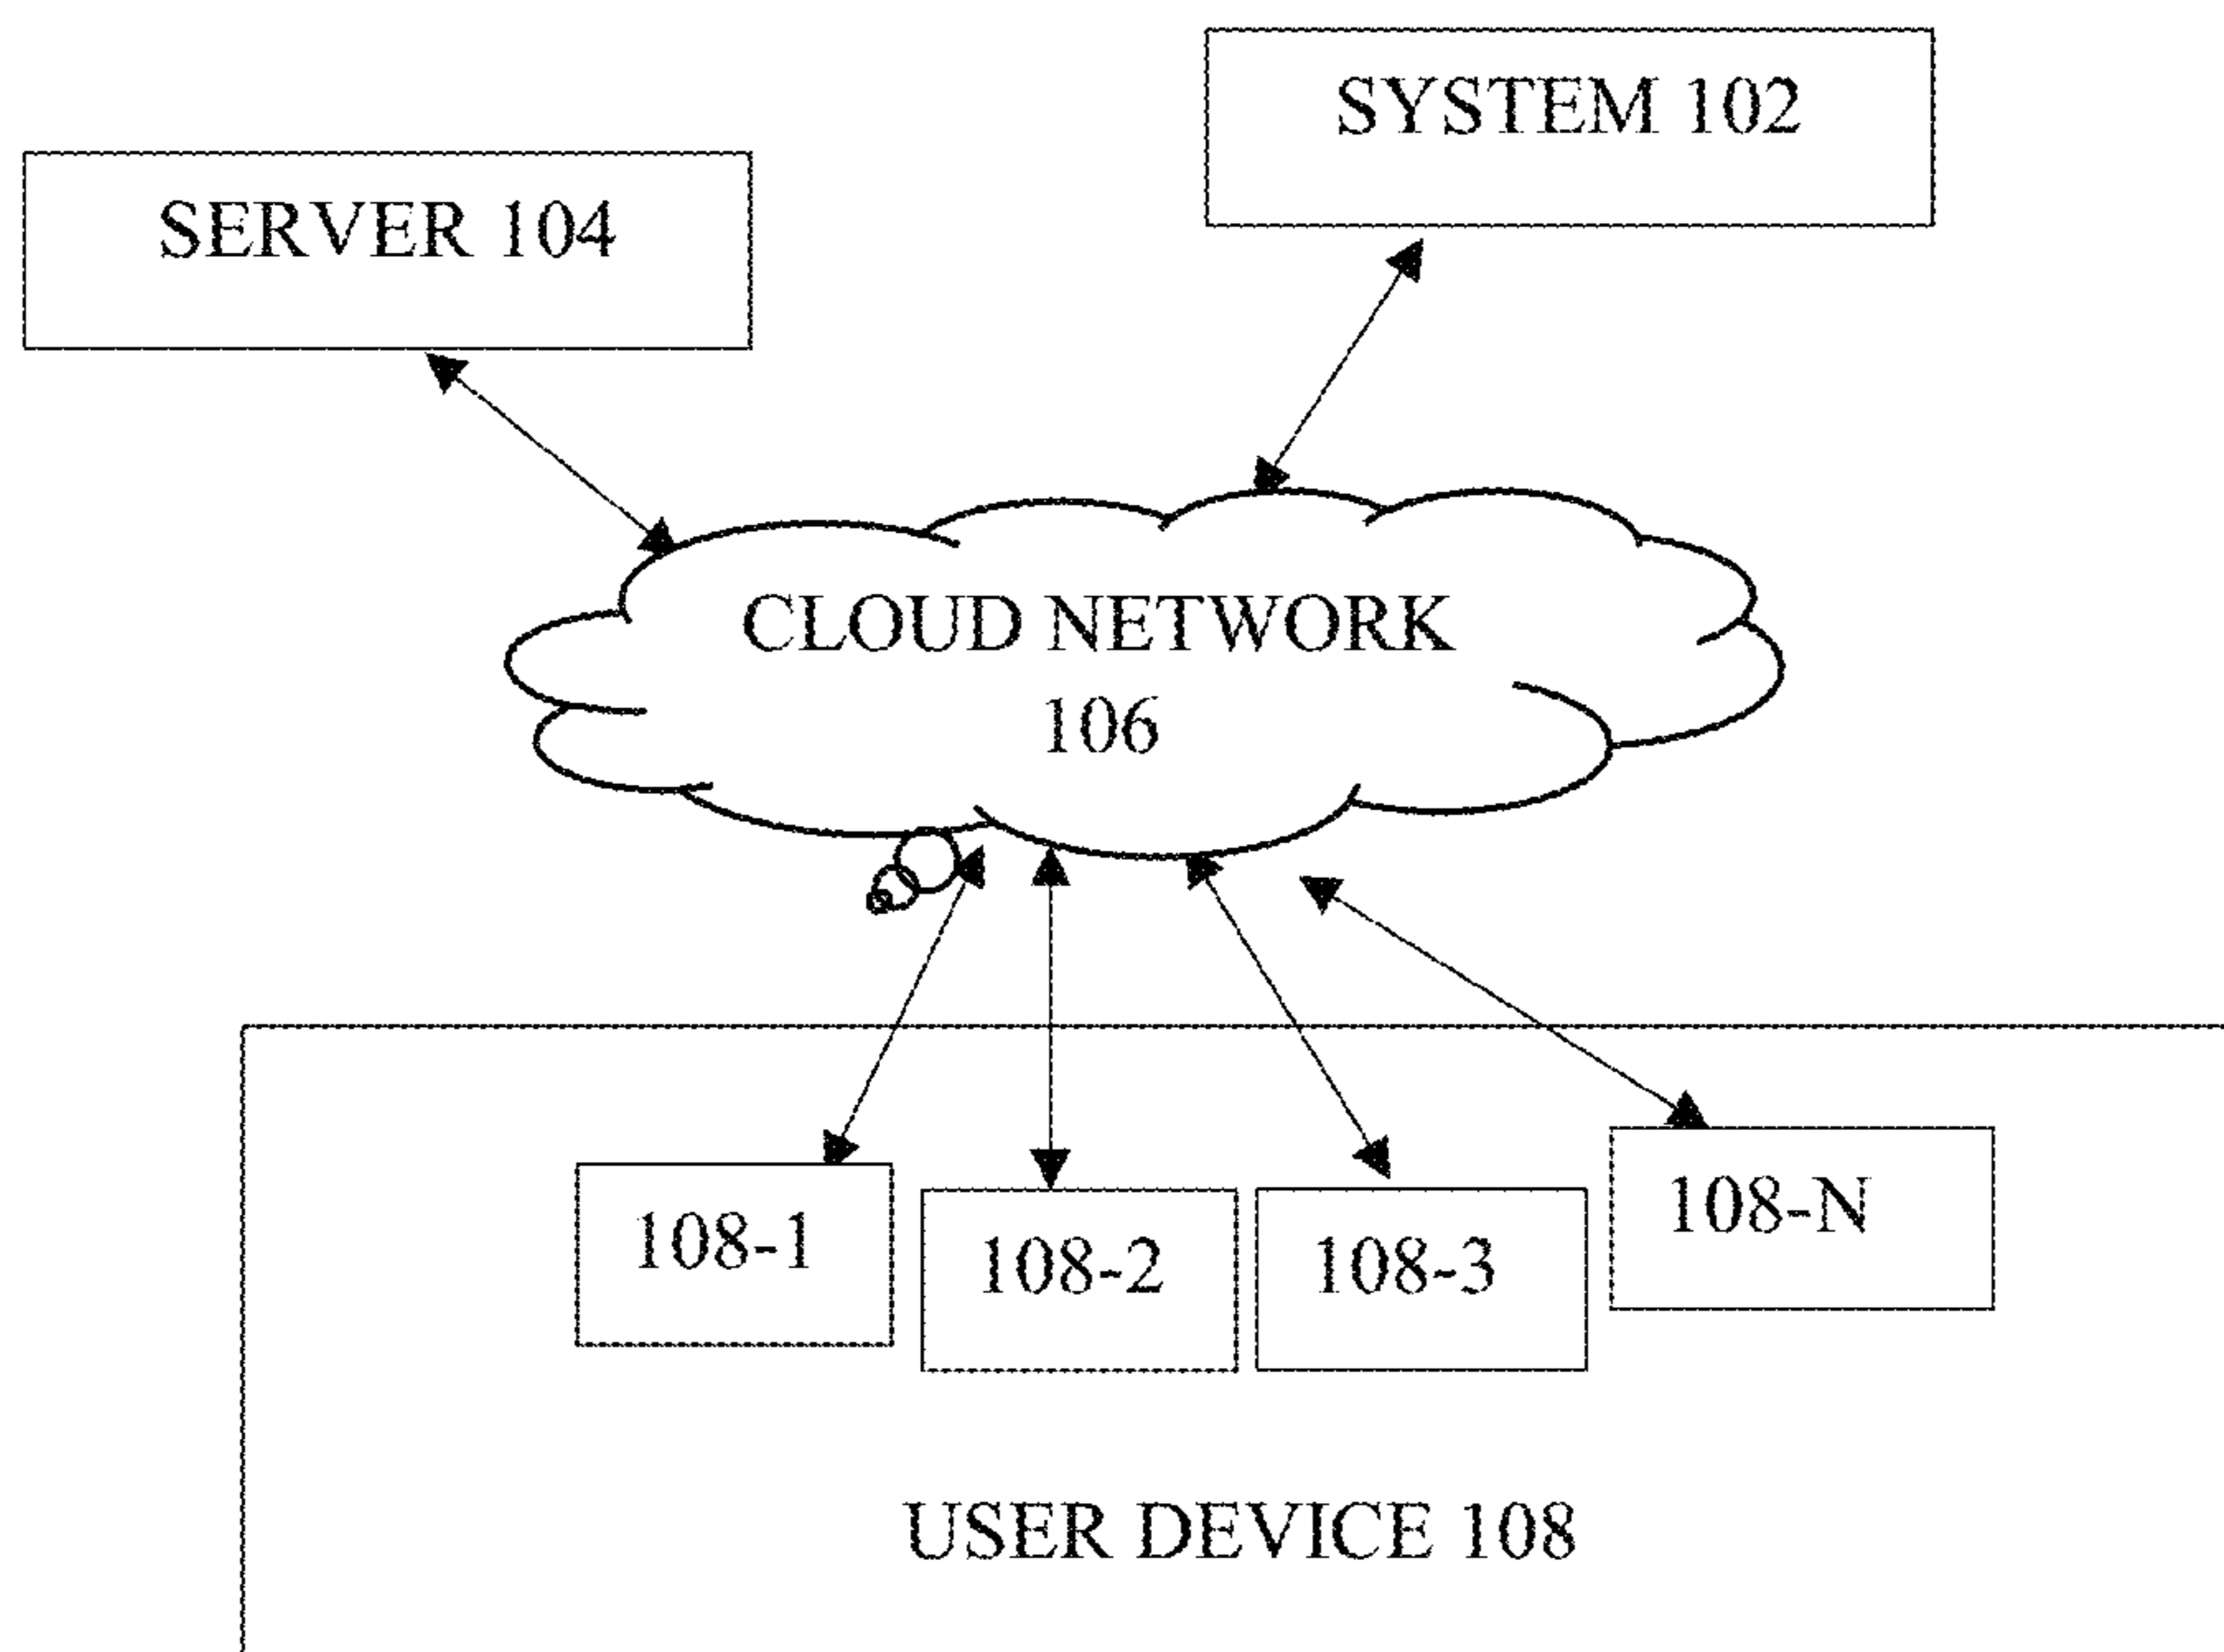 SYSTEM 102
SERVER 104
CLOUD NETWORK
106
108-1
108-2
108-3
108-N
USER DEVICE 108